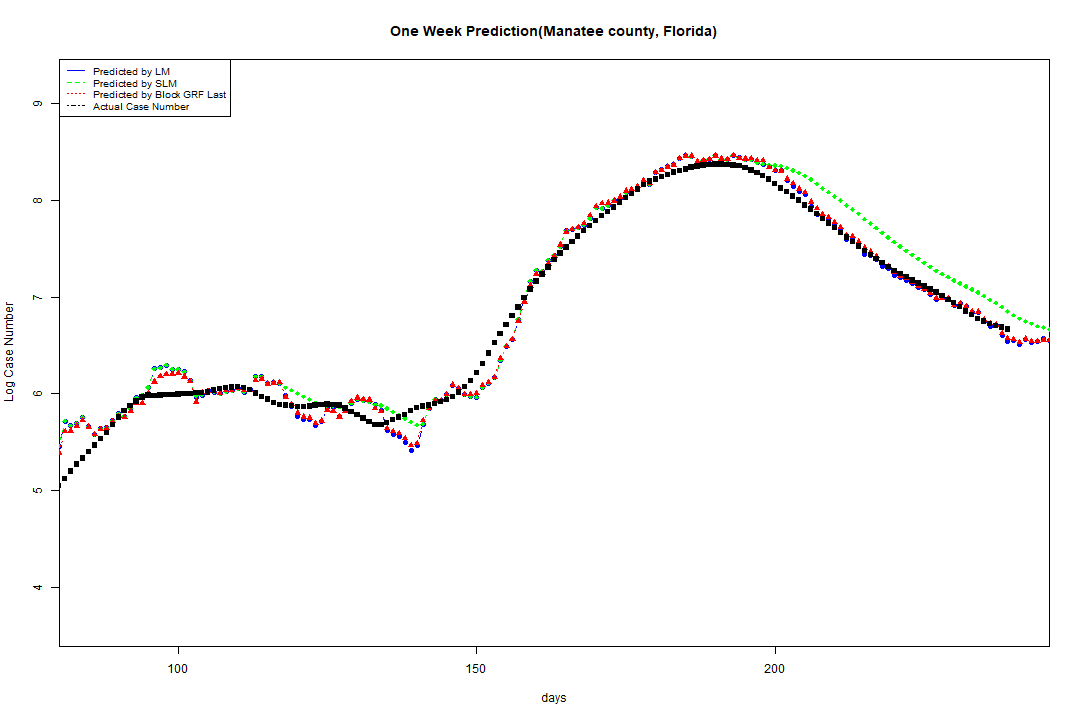 One Week Prediction(Manatee county, Florida)
Predicted by LM
Predicted by SLM
Predicted by Block GRF Last
Actual Case Number
9
8
7
6
5
4
Log Case Number
100
150
200
days